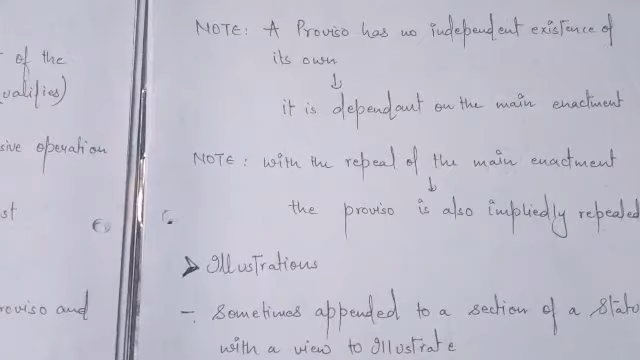 of the
sive operation
st
and
NOTE: A Proviso has no independent existence of
its own
↓
it is dependant on the main enactment
NOTE: with the repeal of the main enactment
↓
the proviso is also impliedly repealed
➤ Illustrations
- Sometimes appended to a section of a Statu
with a view to Illustrate